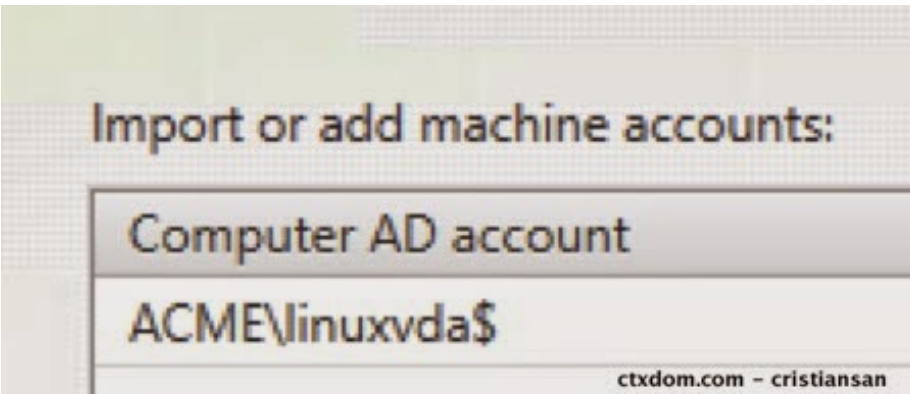 Import or add machine accounts:
Computer AD account
ACME\linuxvda$
ctxdom.com – cristiansan